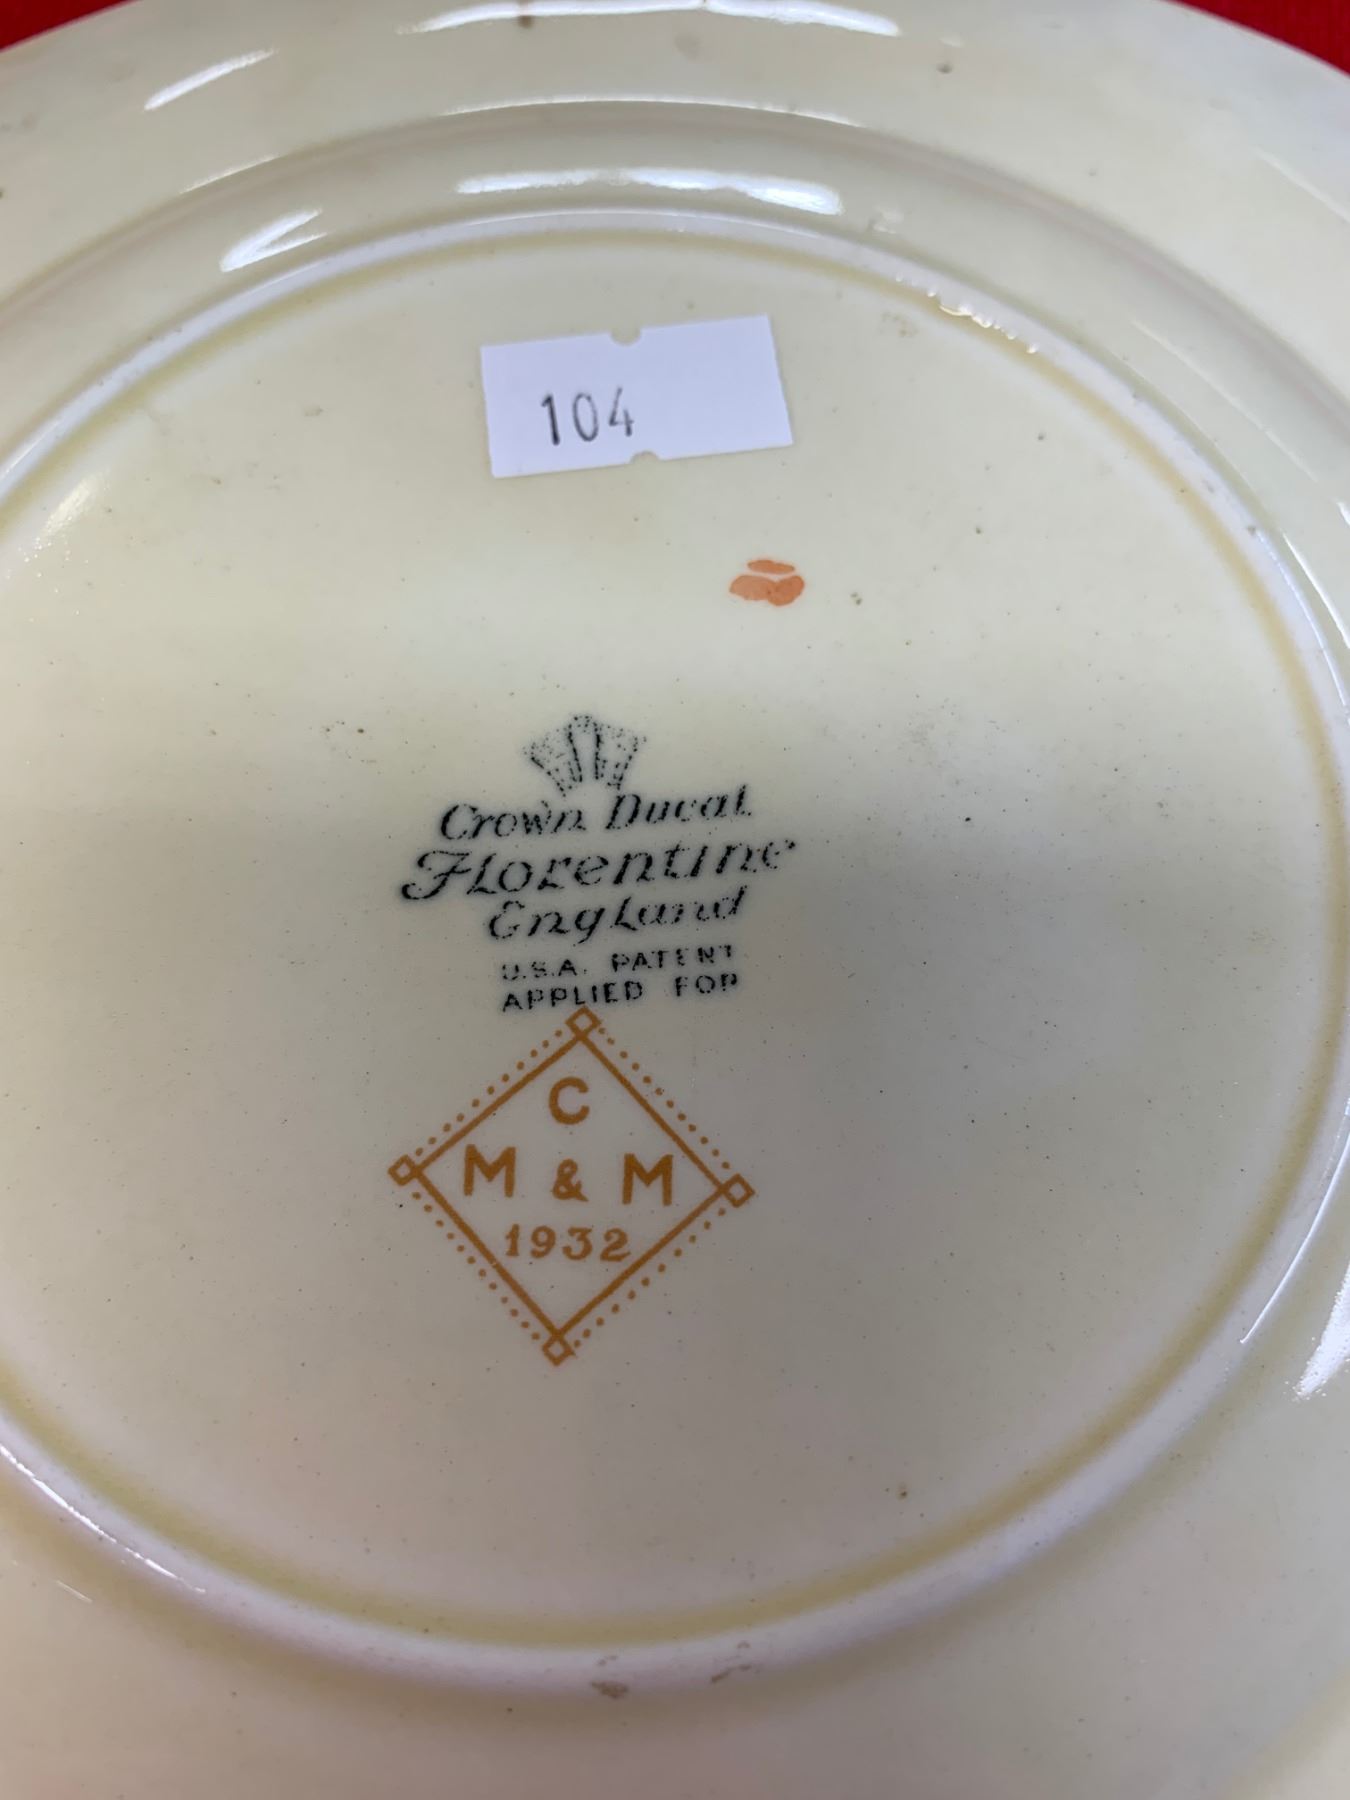 104
Crown Ducal
Florentine
England
U.S.A. PATENT
APPLIED FOR
C
M & M
1932